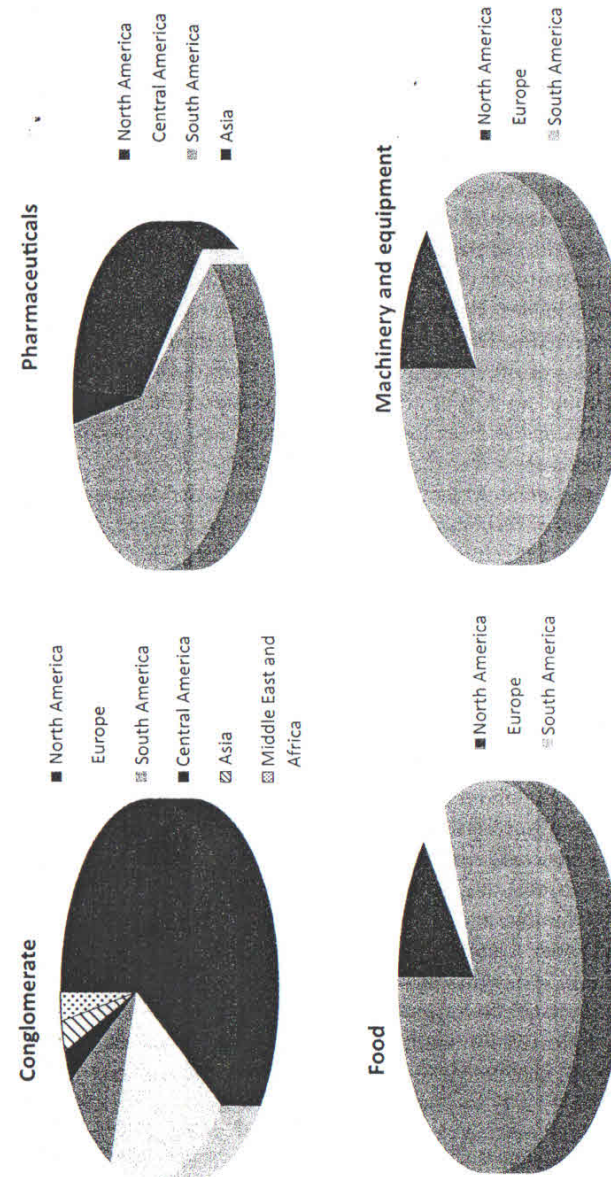 Conglomerate
North America
Europe
South America
Central America
Asia
Middle East and
Africa
Pharmaceuticals
North America
Central America
South America
Asia
Food
North America
Europe
South America
Machinery and equipment
North America
Europe
South America